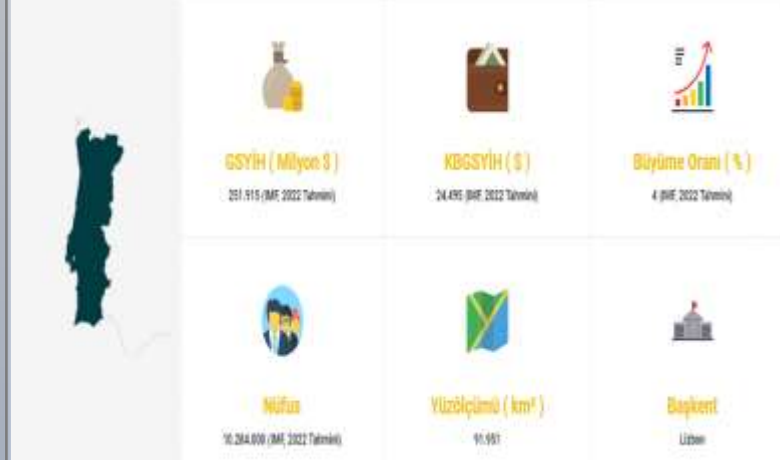 GSYİH ( Milyon $ )
251.915 (IMF, 2022 Tahmini)
KBGSYİH ( $ )
24.495 (IMF, 2022 Tahmini)
Büyüme Oranı ( % )
4 (IMF, 2022 Tahmini)
Nüfus
10.284.000 (IMF, 2022 Tahmini)
Yüzölçümü ( km² )
91.951
Başkent
Lizbon